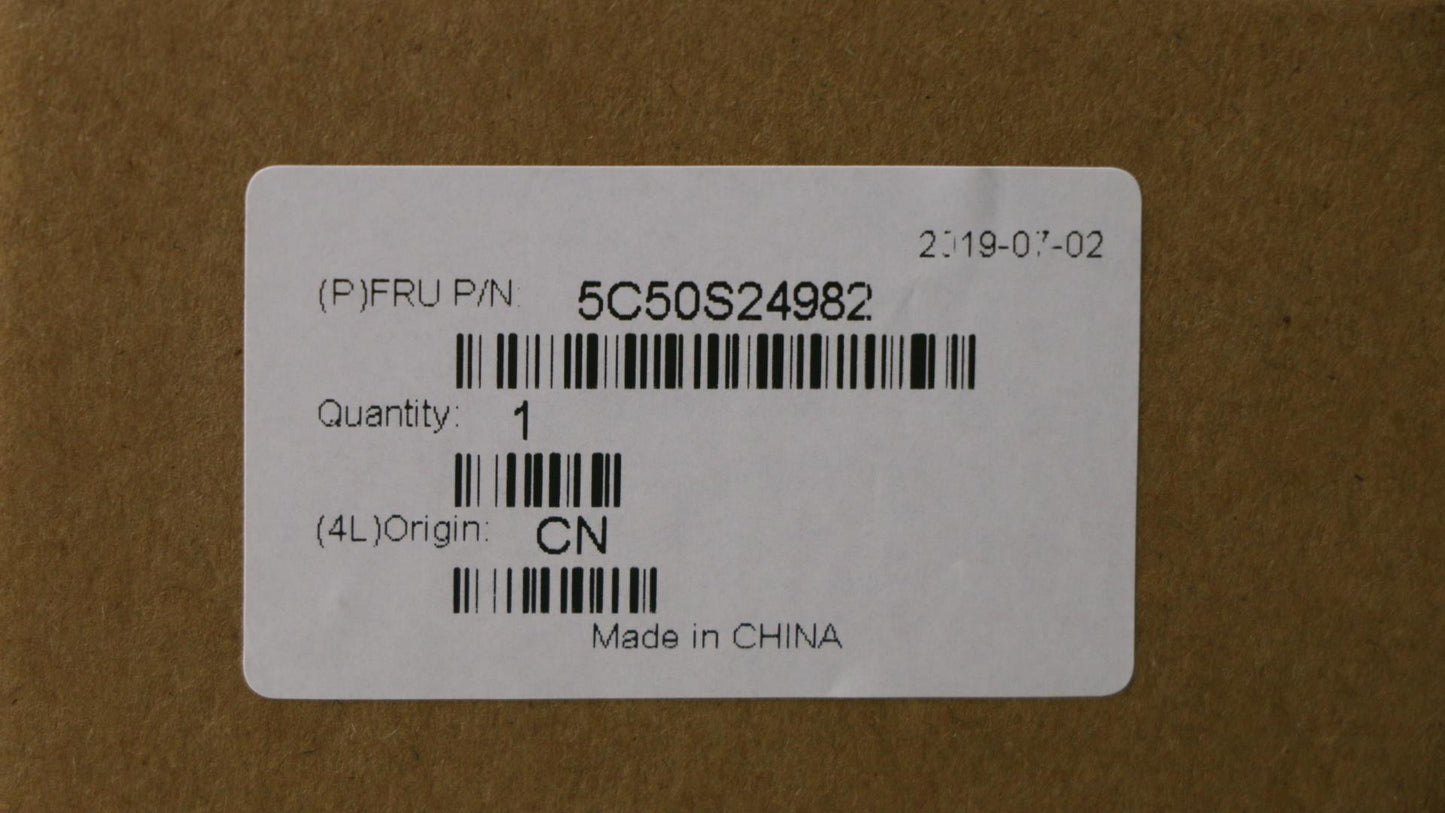 2019-07-02
(P)FRU P/N: 5C50S24982
Quantity: 1
(4L)Origin: CN
Made in CHINA